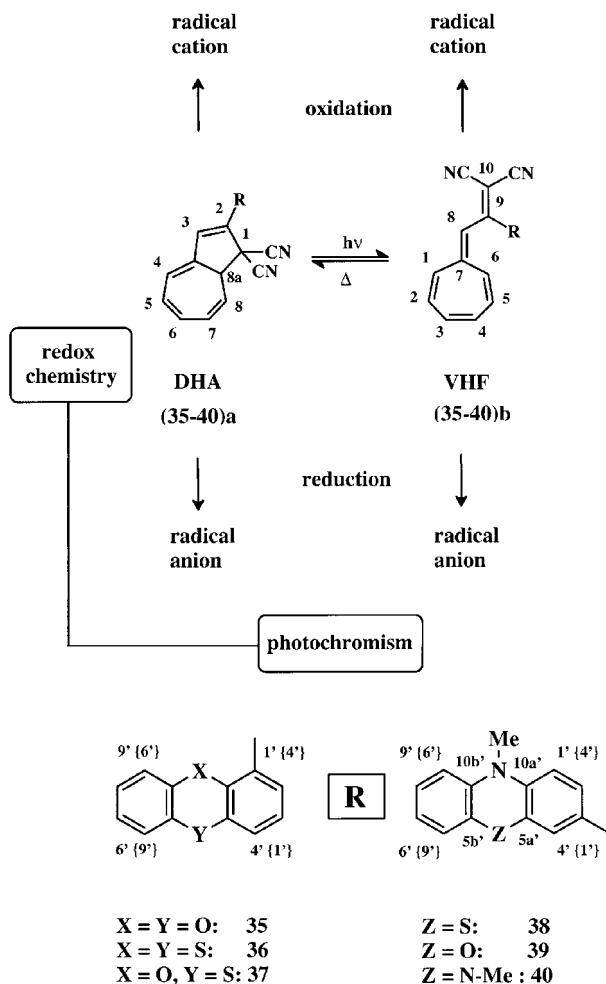 radical cation
radical cation
oxidation
R
2
3
1
CN
CN
4
8a
5
8
6
7
hν
Δ
NC
10
CN
9
8
R
1
6
7
2
5
3
4
redox chemistry
DHA
(35-40)a
VHF
(35-40)b
reduction
radical anion
radical anion
photochromism
9' {6'}
X
1' {4'}
6' {9'}
Y
4' {1'}
R
Me
9' {6'}
10b'
N
10a'
1' {4'}
6' {9'}
5b'
Z
5a'
4' {1'}
X = Y = O: 35
X = Y = S: 36
X = O, Y = S: 37
Z = S: 38
Z = O: 39
Z = N-Me : 40